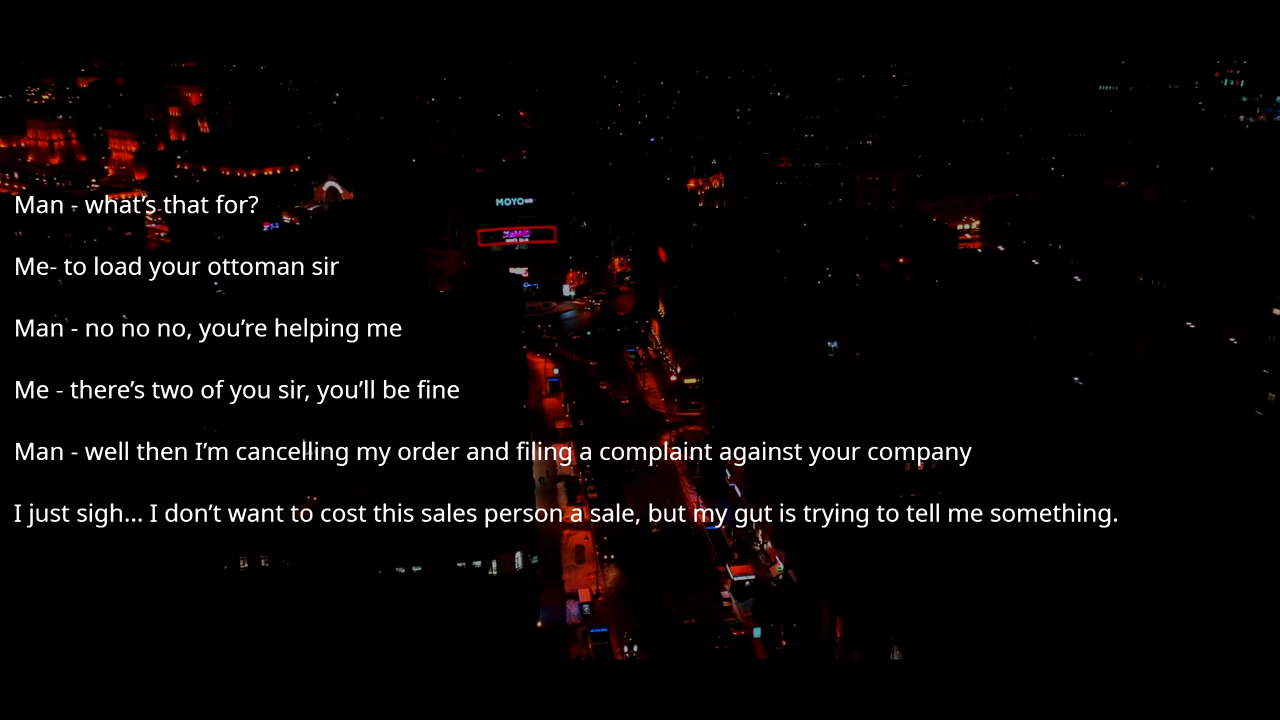 Man - what’s that for?
MOYO
Me- to load your ottoman sir
Man - no no no, you’re helping me
Me - there’s two of you sir, you’ll be fine
Man - well then I’m cancelling my order and filing a complaint against your company
I just sigh... I don’t want to cost this sales person a sale, but my gut is trying to tell me something.